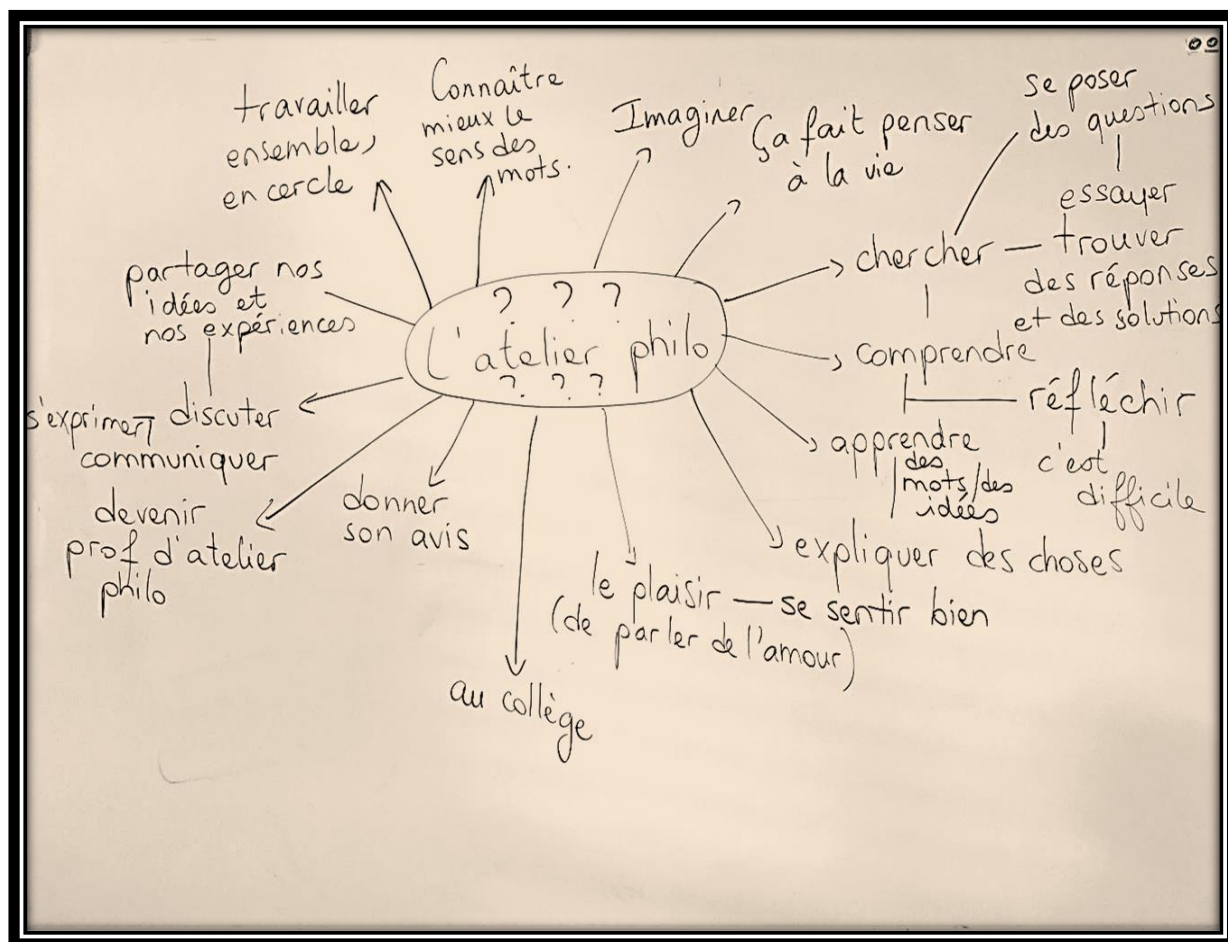 travailler
ensemble,
en cercle
Connaître
mieux le
sens des
mots.
Imaginer
Ça fait penser
à la vie
se poser
des questions
essayer
chercher — trouver
des réponses
et des solutions
partager nos
idées et
nos expériences
? ? ?
L'atelier philo
? ? ?
comprendre
réfléchir
c'est
difficile
apprendre
des
mots/des
idées
s'exprimer discuter
communiquer
devenir
prof d'atelier
philo
donner
son avis
expliquer des choses
le plaisir — se sentir bien
(de parler de l'amour)
au collège